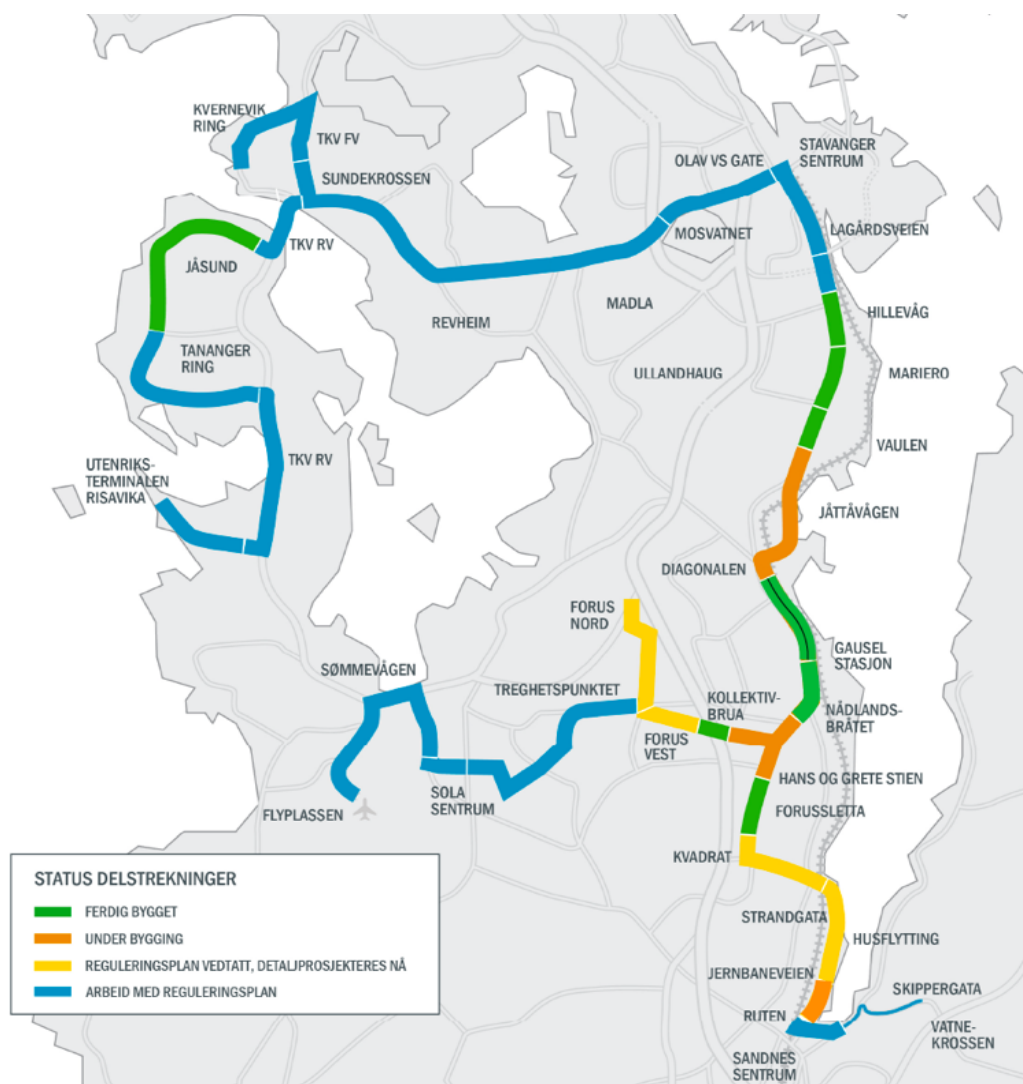 KVERNEVIK
RING
TKV FV
SUNDEKROSSEN
OLAV VS GATE
STAVANGER
SENTRUM
TKV RV
MOSVATNET
LAGÅRDSVEIEN
JÅSUND
REVHEIM
MADLA
HILLEVÅG
TANANGER
RING
ULLANDHAUG
MARIERO
VAULEN
UTENRIKS-
TERMINALEN
RISAVIKA
TKV RV
JÅTTÅVÅGEN
DIAGONALEN
FORUS
NORD
GAUSEL
STASJON
SØMMEVÅGEN
TREGHETSPUNKTET
KOLLEKTIV-
BRUA
NÅDLANDS-
BRÅTET
FORUS
VEST
HANS OG GRETE STIEN
SOLA
SENTRUM
FLYPLASSEN
FORUSSLETTA
KVADRAT
STATUS DELSTREKNINGER
FERDIG BYGGET
UNDER BYGGING
REGULERINGSPLAN VEDTATT, DETALJPROSJEKTERES NÅ
ARBEID MED REGULERINGSPLAN
STRANDGATA
HUSFLYTTING
JERNBANEVEIEN
SKIPPERGATA
RUTEN
VATNE-
KROSSEN
SANDNES
SENTRUM